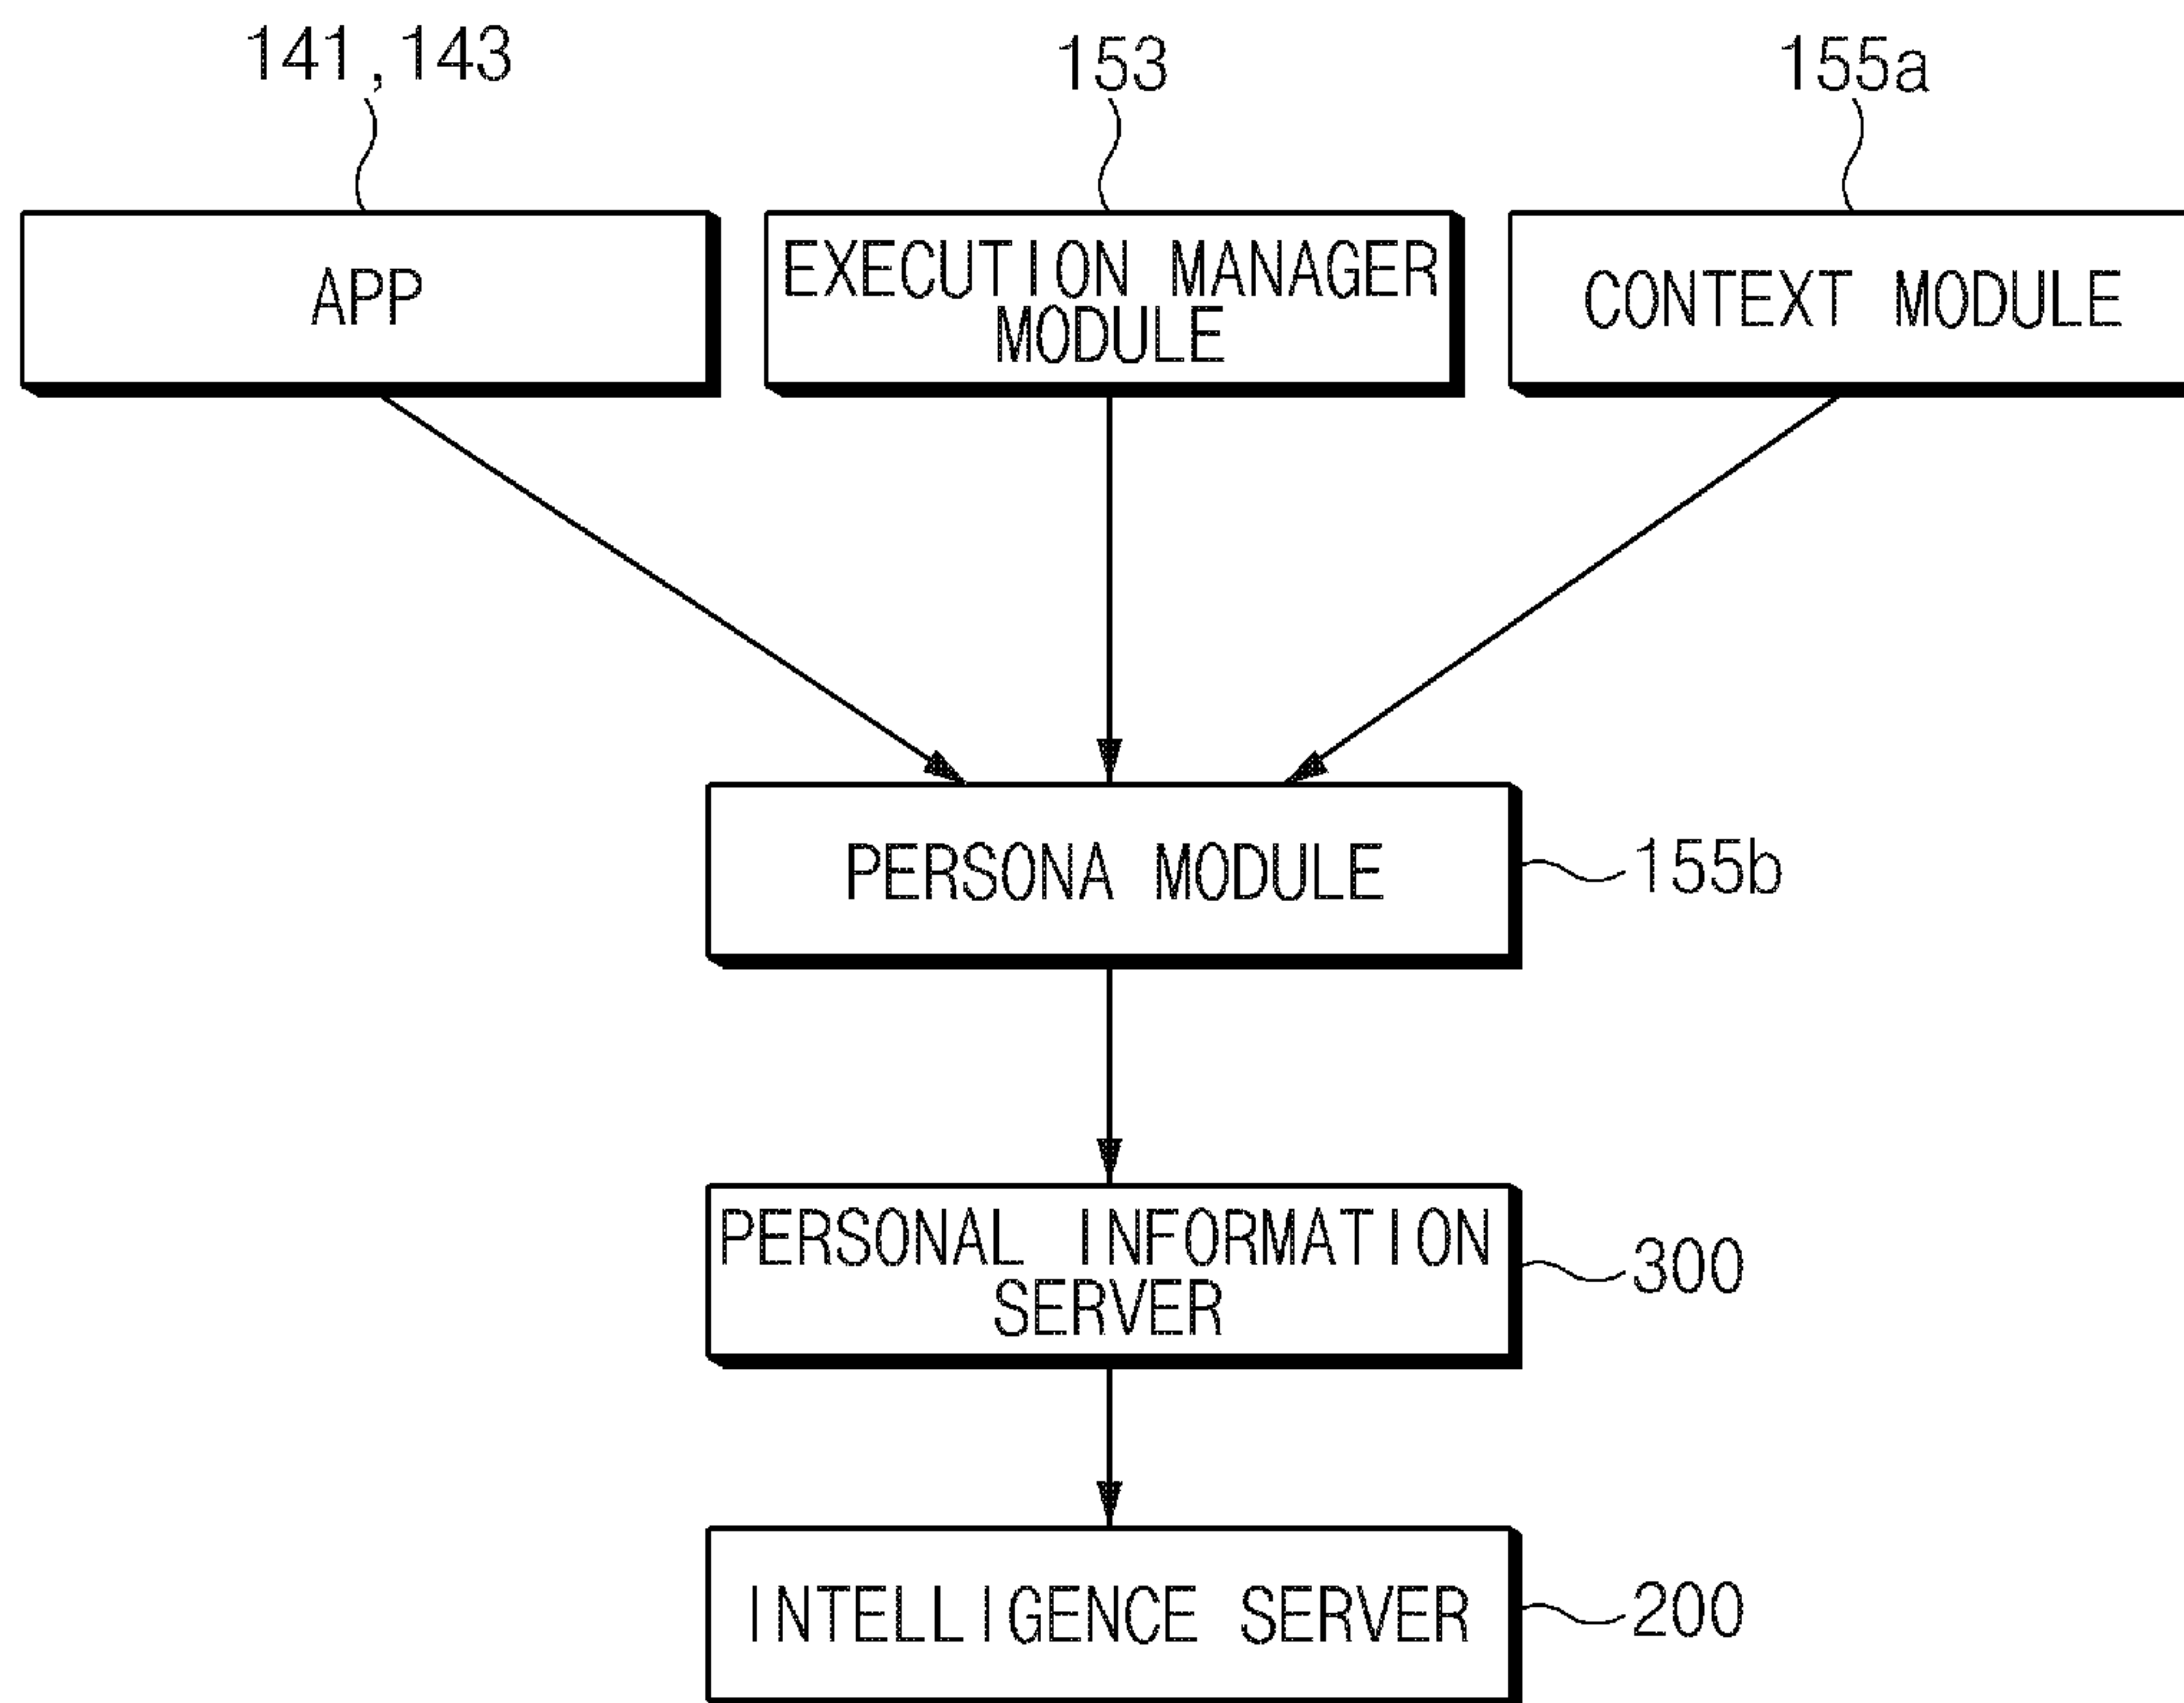 141, 143
153
155a
APP
EXECUTION MANAGER
MODULE
CONTEXT MODULE
PERSONA MODULE
155b
PERSONAL INFORMATION
SERVER
300
INTELLIGENCE SERVER
200